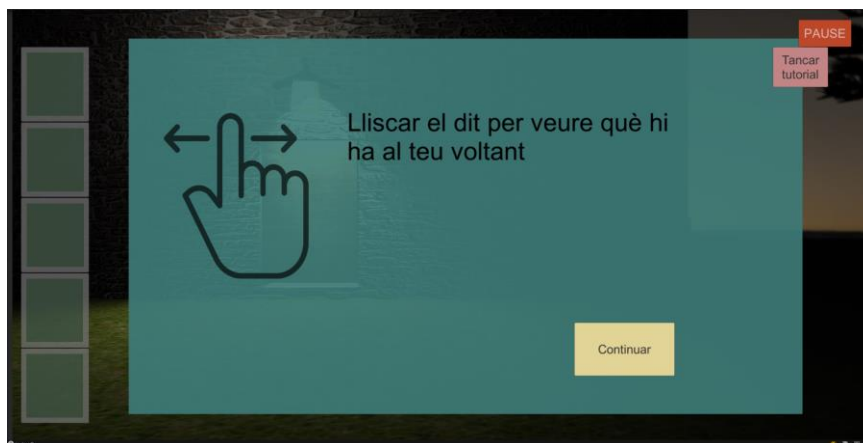 PAUSE
Tancar
tutorial
Lliscar el dit per veure què hi
ha al teu voltant
Continuar